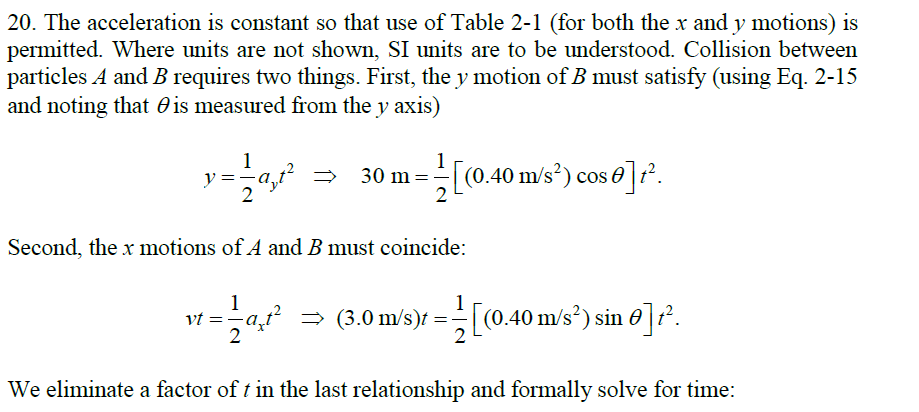 20. The acceleration is constant so that use of Table 2-1 (for both the x and y motions) is
permitted. Where units are not shown, SI units are to be understood. Collision between
particles A and B requires two things. First, the y motion of B must satisfy (using Eq. 2-15
and noting that θ is measured from the y axis)
y = 1/2 a_y t² ⇒ 30 m = 1/2 [(0.40 m/s²) cos θ] t².
Second, the x motions of A and B must coincide:
vt = 1/2 a_x t² ⇒ (3.0 m/s)t = 1/2 [(0.40 m/s²) sin θ] t².
We eliminate a factor of t in the last relationship and formally solve for time: